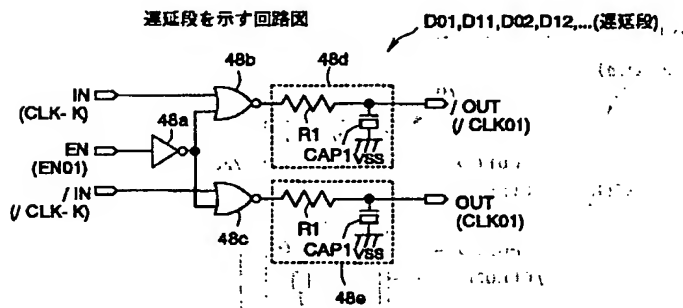 遅延段を示す回路図
D01,D11,D02,D12,...(遅延段)
48b
48d
IN
(CLK-K)
48a
R1
CAP1
VSS
/ OUT
(/ CLK01)
EN
(EN01)
/ IN
(/ CLK-K)
48c
R1
CAP1
VSS
OUT
(CLK01)
48e